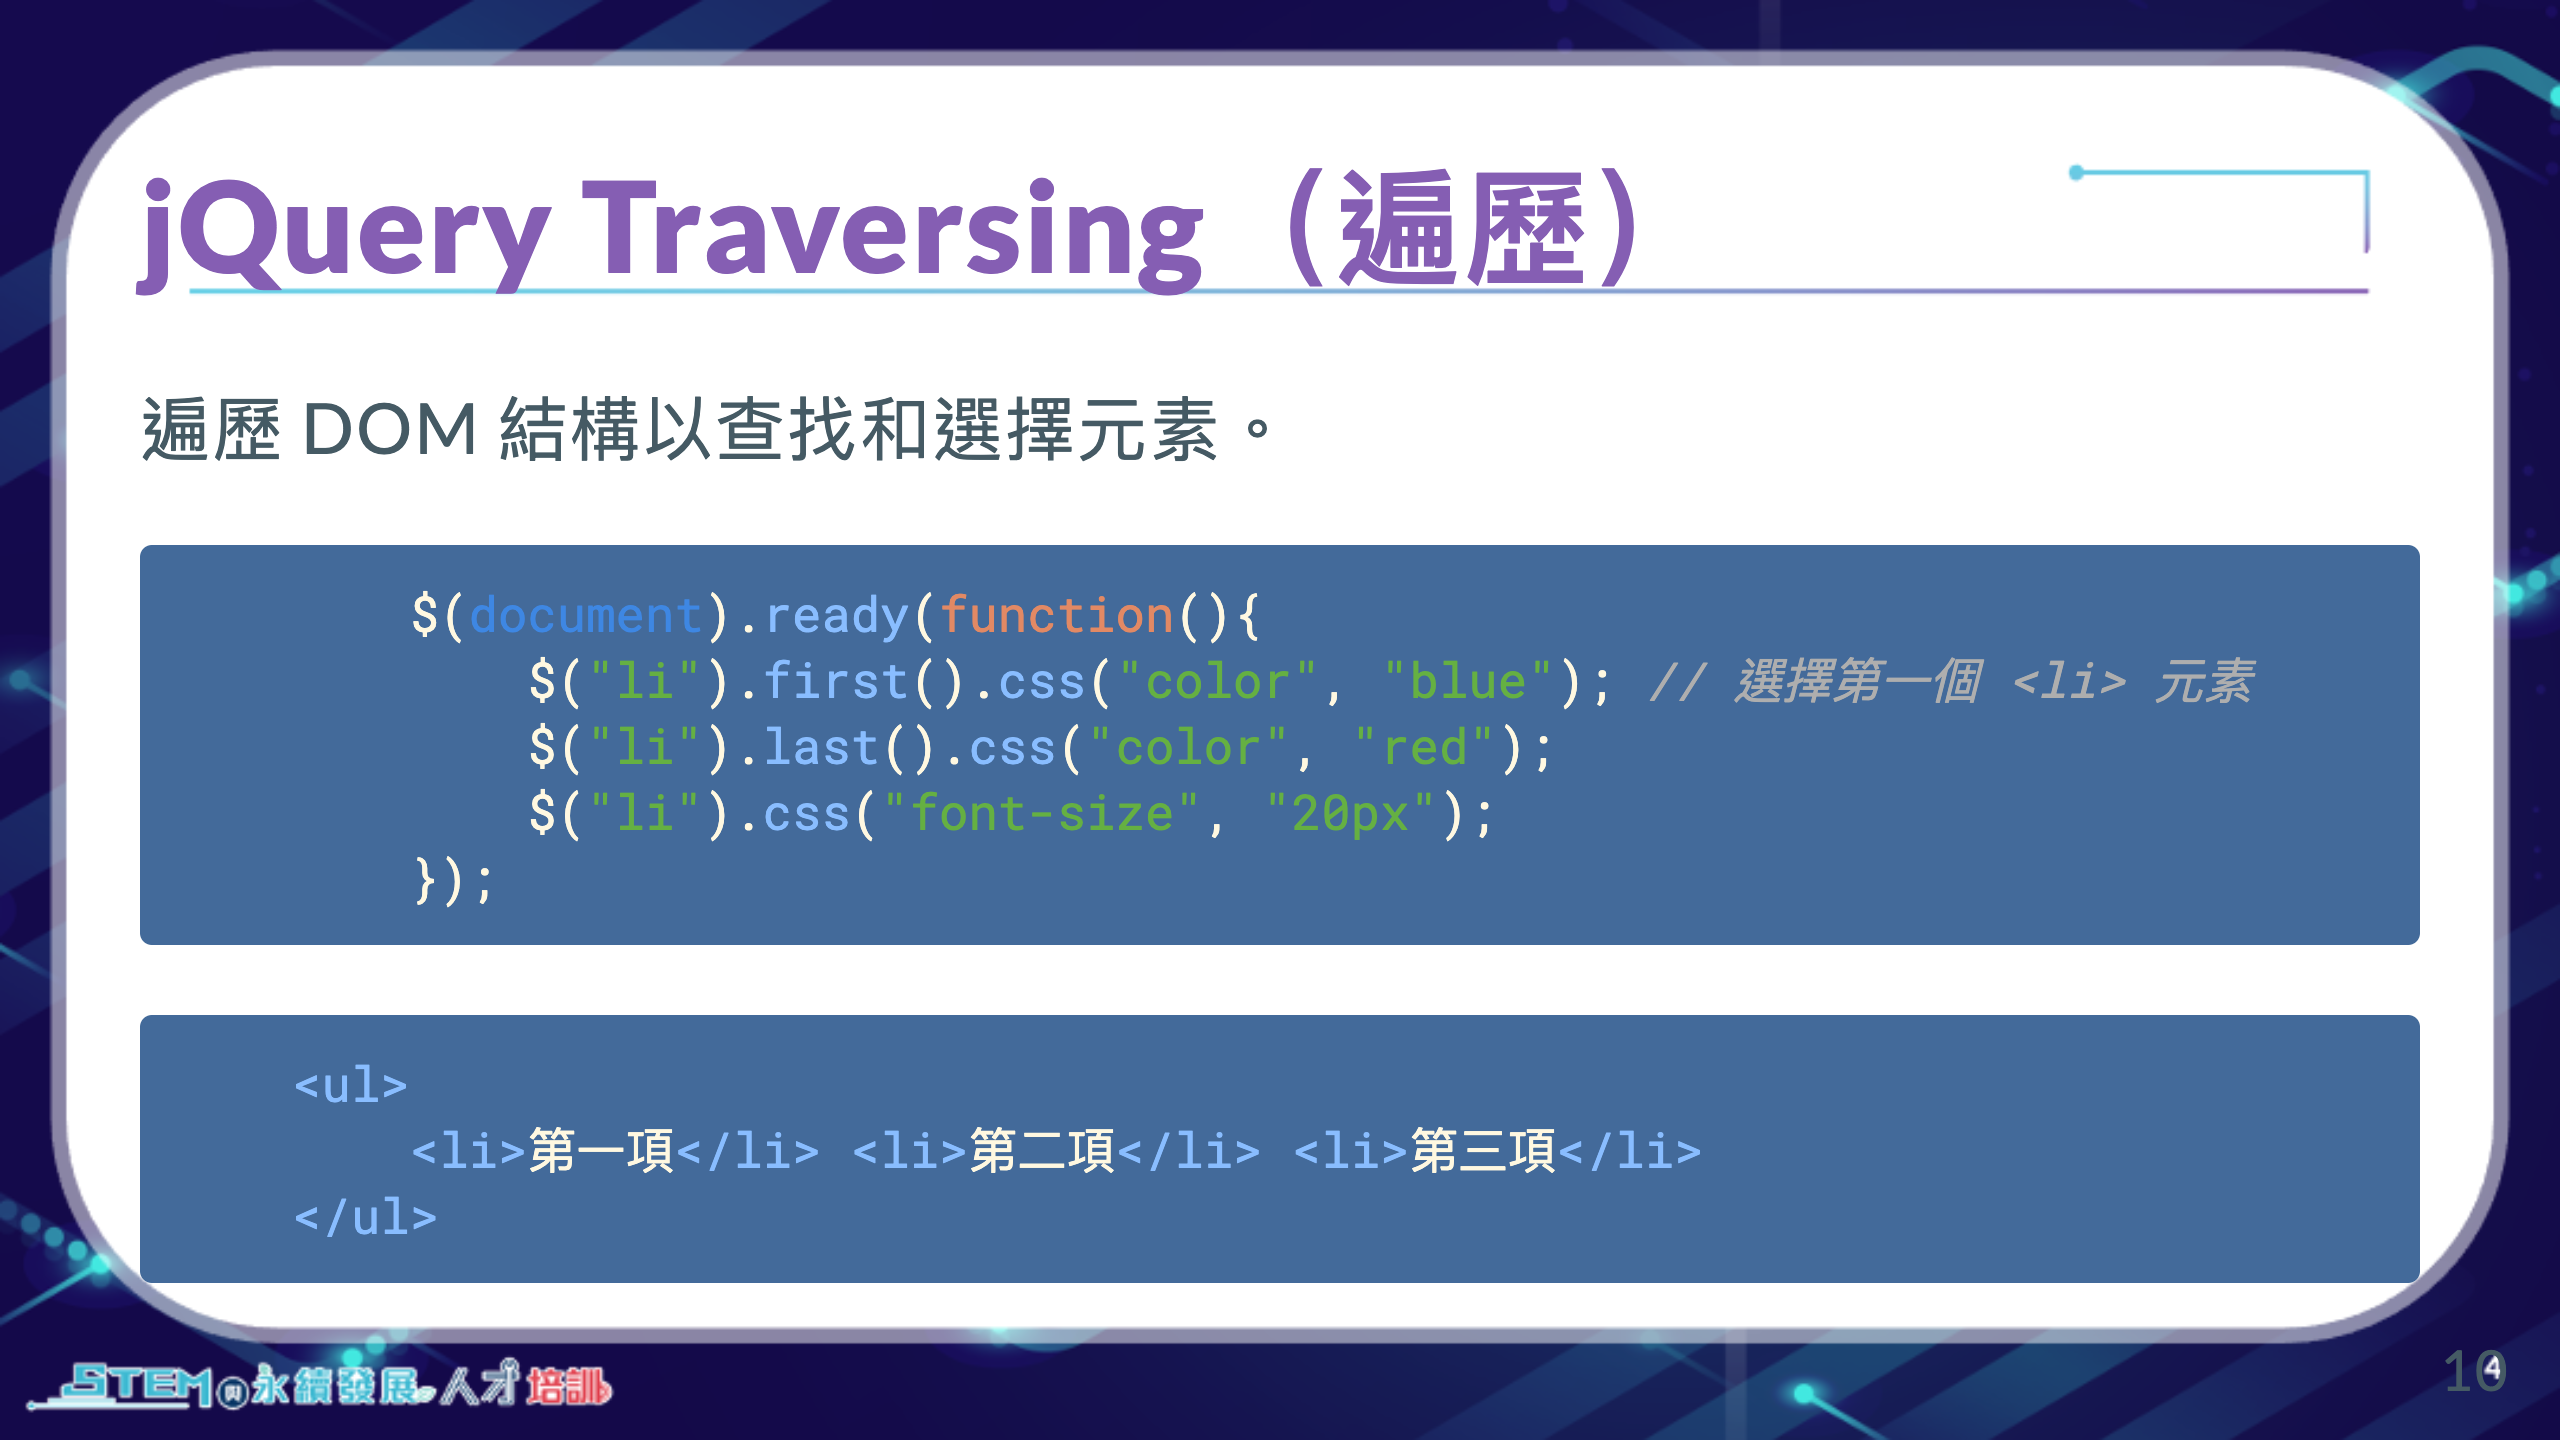 jQuery Traversing（遍歷）
遍歷 DOM 結構以查找和選擇元素。
$(document).ready(function(){
    $("li").first().css("color", "blue"); // 選擇第一個 <li> 元素
    $("li").last().css("color", "red");
    $("li").css("font-size", "20px");
});
<ul>
    <li>第一項</li> <li>第二項</li> <li>第三項</li>
</ul>
STEM與永續發展人才培訓
10
4